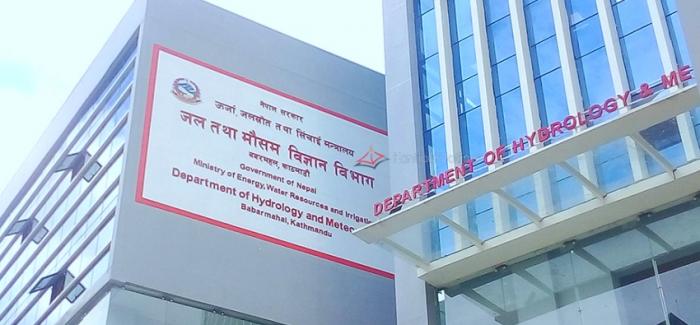 नेपाल सरकार
ऊर्जा, जलस्रोत तथा सिंचाई मन्त्रालय
जल तथा मौसम विज्ञान विभाग
बबरमहल, काठमाडौं
Government of Nepal
Ministry of Energy, Water Resources and Irrigat
Department of Hydrology and Meteo
Babarmahal, Kathmandu
DEPARTMENT OF HYDROLOGY & ME